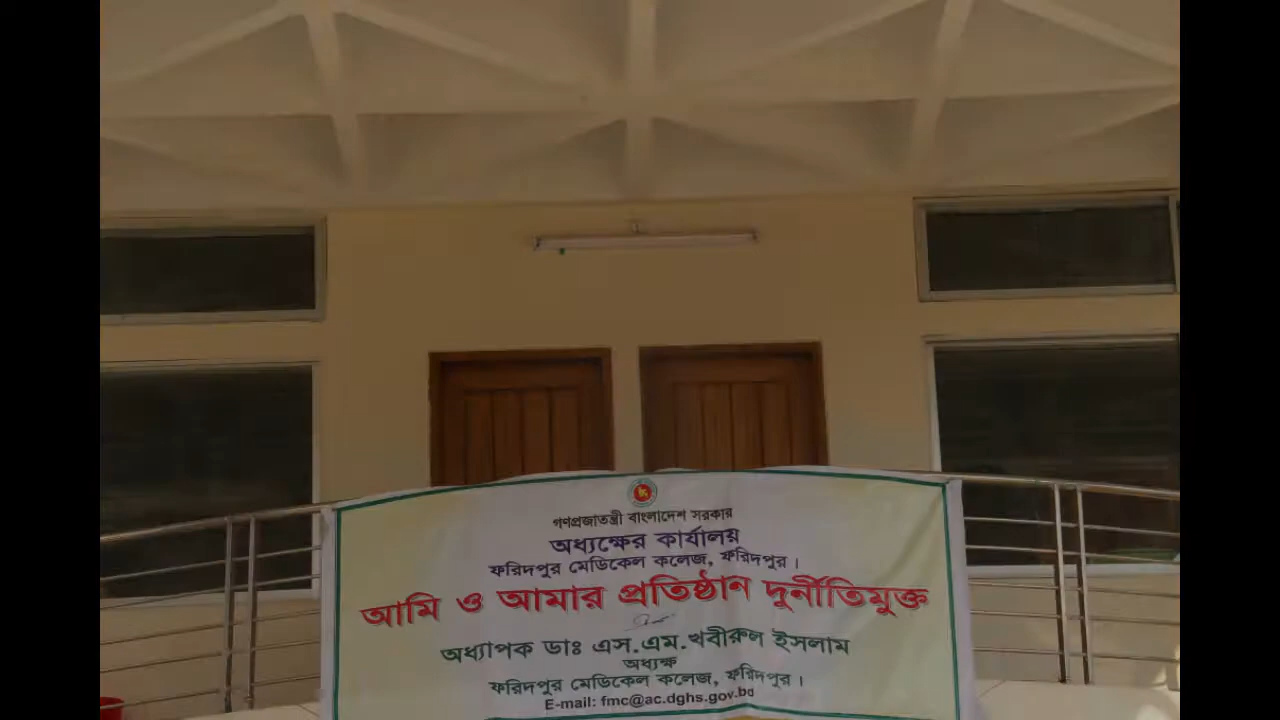 গণপ্রজাতন্ত্রী বাংলাদেশ সরকার
অধ্যক্ষের কার্যালয়
ফরিদপুর মেডিকেল কলেজ, ফরিদপুর।
আমি ও আমার প্রতিষ্ঠান দুর্নীতিমুক্ত
অধ্যাপক ডাঃ এস.এম.খবীরুল ইসলাম
অধ্যক্ষ
ফরিদপুর মেডিকেল কলেজ, ফরিদপুর।
E-mail: fmc@ac.dghs.gov.bd